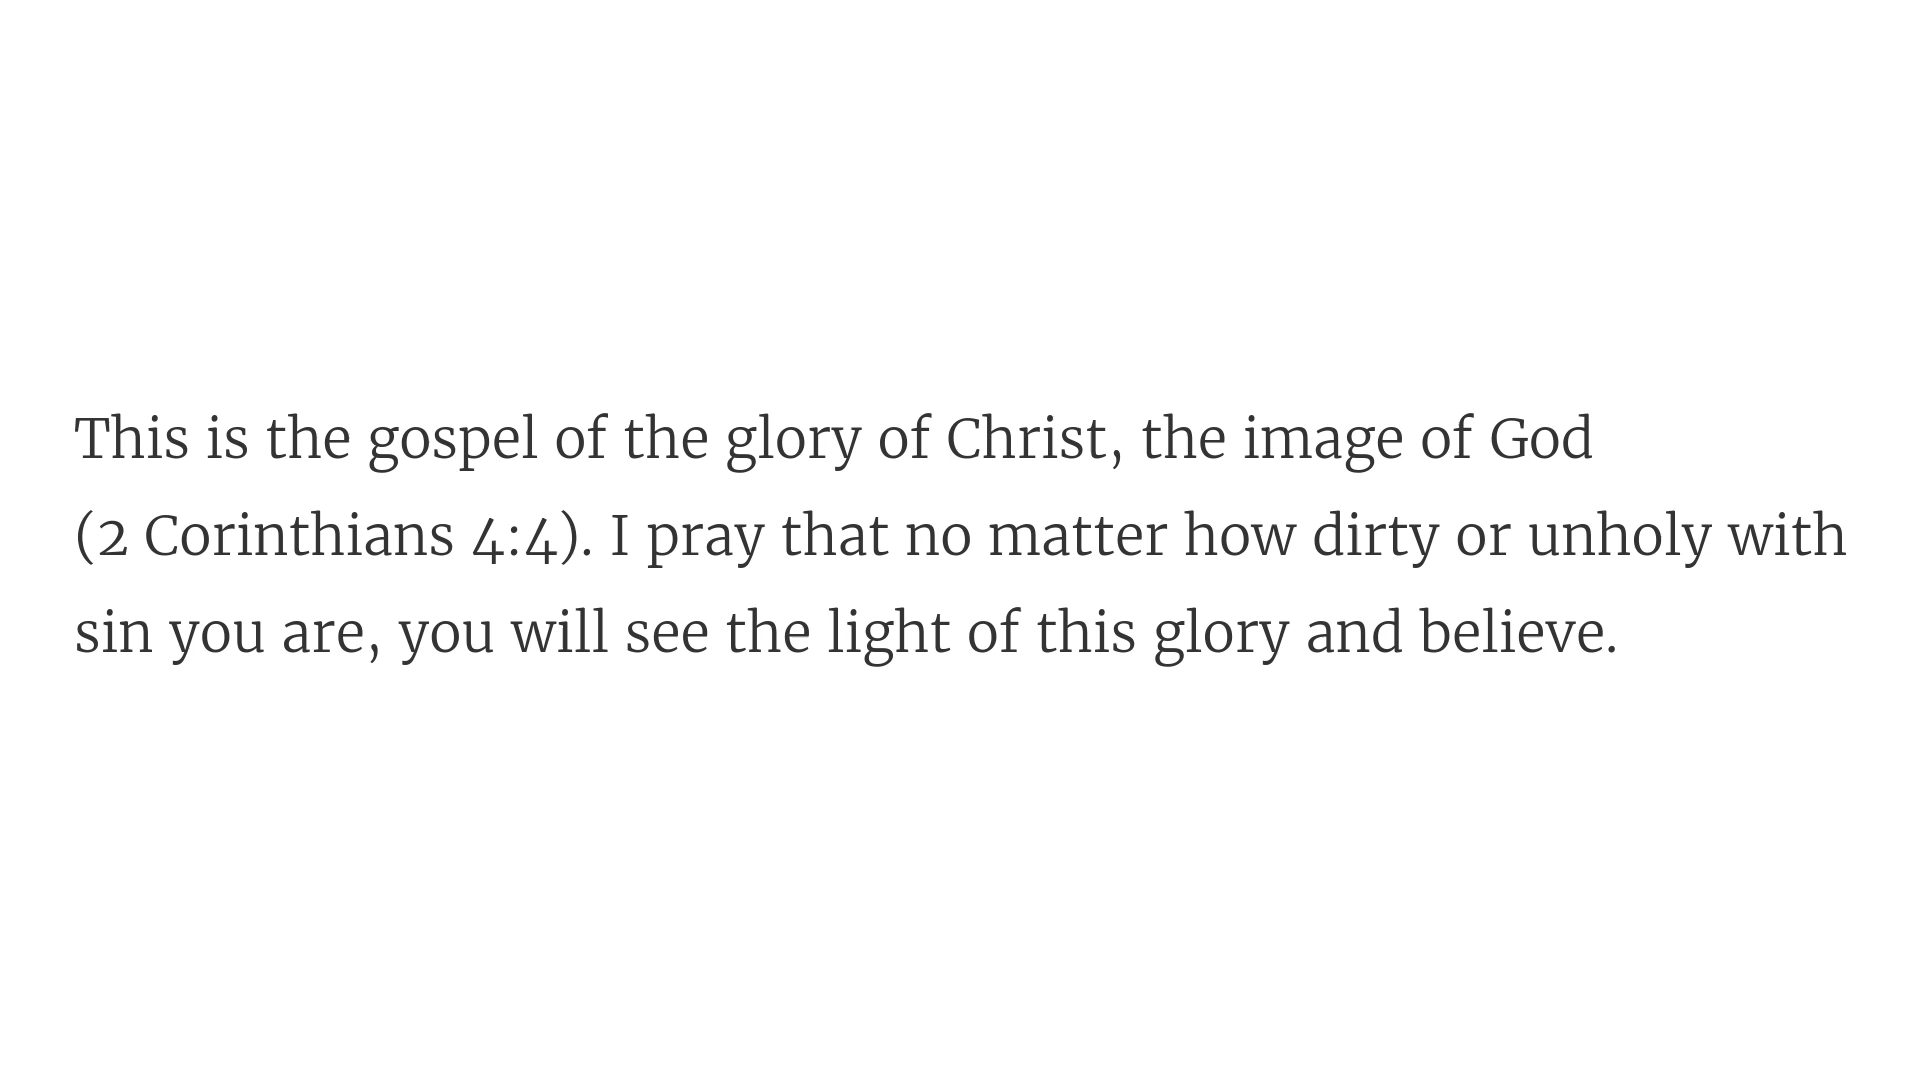 This is the gospel of the glory of Christ, the image of God
(2 Corinthians 4:4). I pray that no matter how dirty or unholy with
sin you are, you will see the light of this glory and believe.